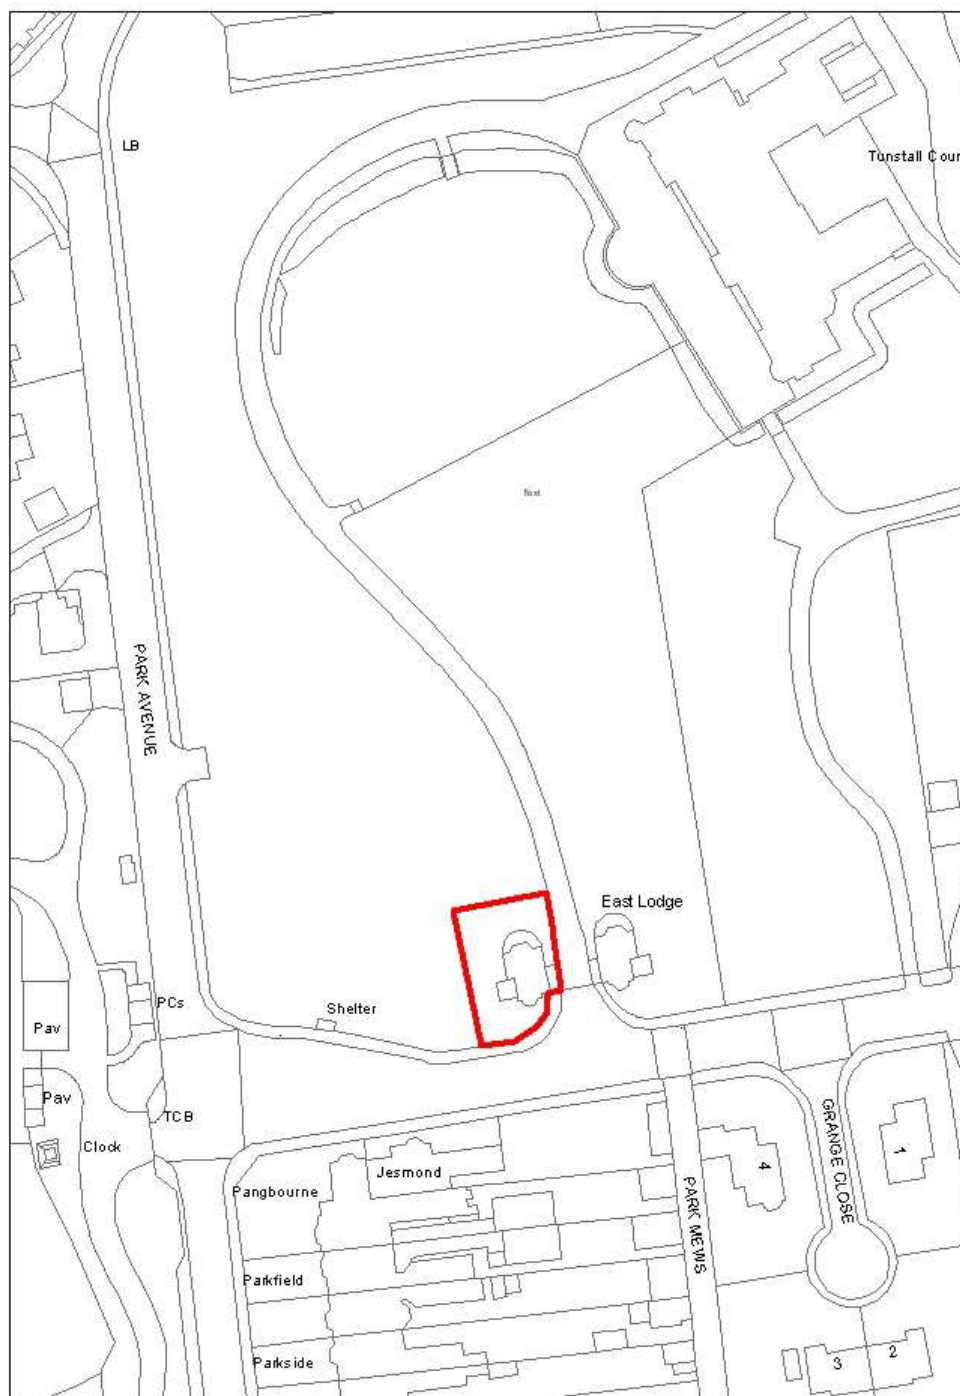 LB
Tunstall Cour
PARK AVENUE
East Lodge
PCs
Shelter
Pav
Pav
TCB
Clock
Jesmond
Pangbourne
4
1
GRANGE CLOSE
PARK MEWS
Parkfield
Parkside
3
2